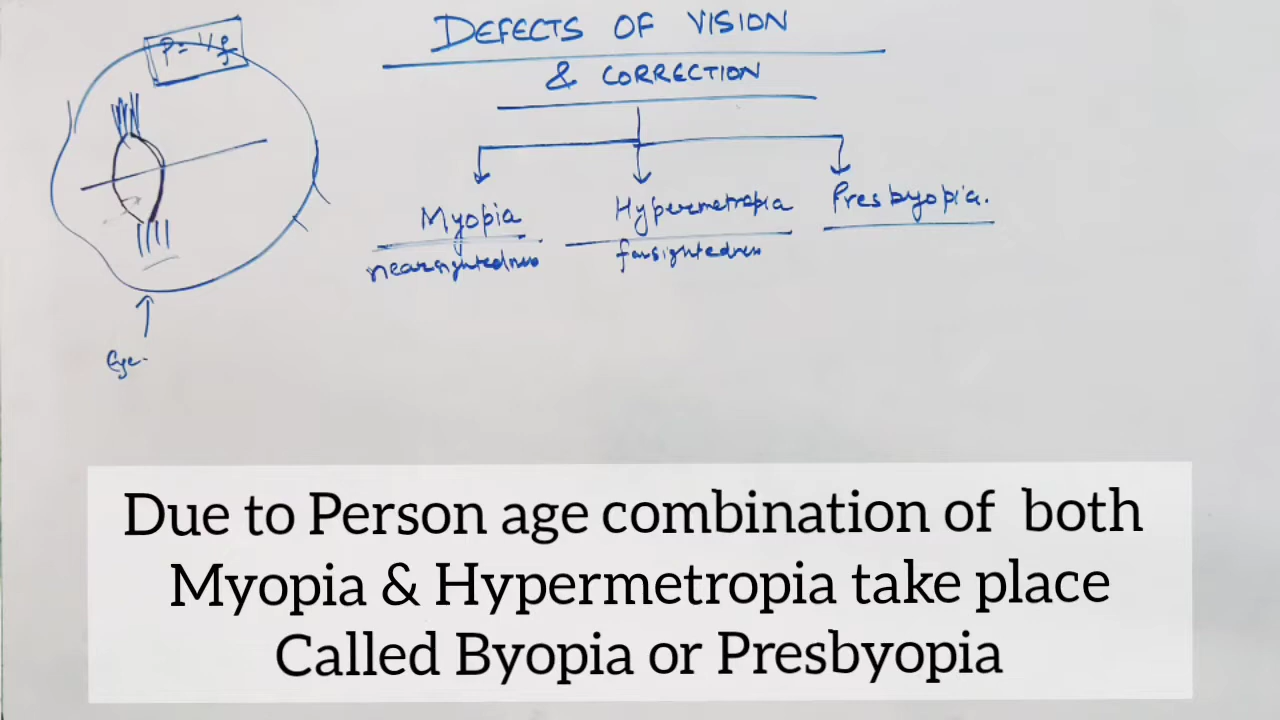 P = 1/f
DEFECTS OF VISION
& CORRECTION
Myopia
Hypermetropia
Presbyopia.
nearsightedness
farsightedness
Eye.
Due to Person age combination of both
Myopia & Hypermetropia take place
Called Byopia or Presbyopia